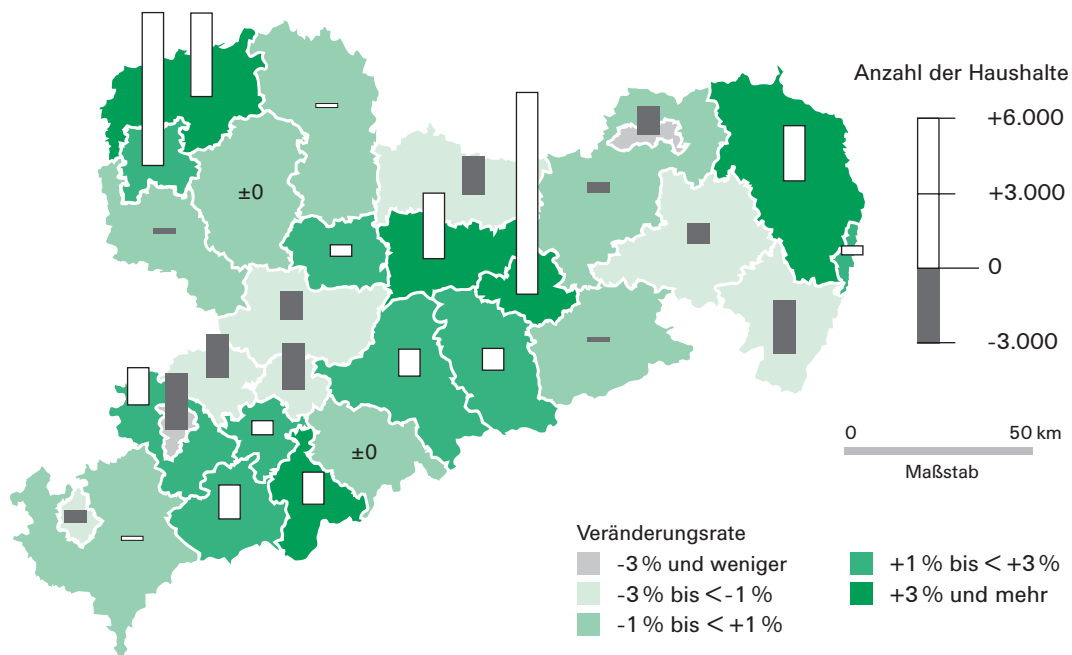 Anzahl der Haushalte
+6.000
+3.000
0
-3.000
±0
±0
0 50 km
Maßstab
Veränderungsrate
-3 % und weniger
-3 % bis < -1 %
-1 % bis < +1 %
+1 % bis < +3 %
+3 % und mehr